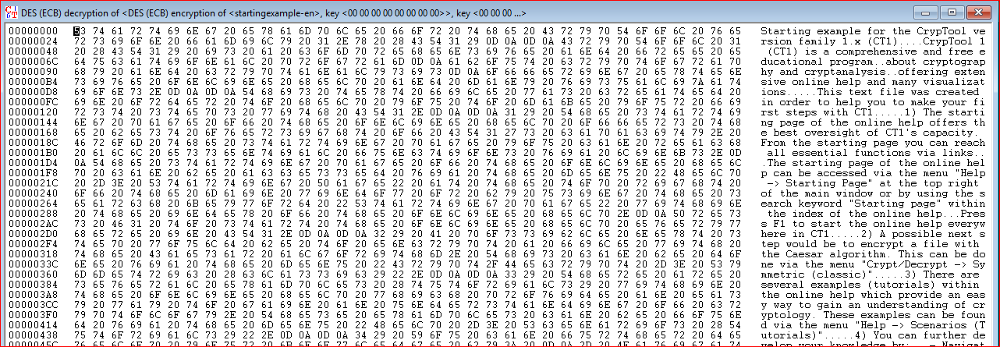 DES (ECB) decryption of <DES (ECB) encryption of <startingexample-en>, key <00 00 00 00 00 00 00 00>>, key <00 00 00 ...>
00000000 53 74 61 72 74 69 6E 67 20 65 78 61 6D 70 6C 65 20 66 6F 72 20 74 68 65 20 43 72 79 70 54 6F 6F 6C 20 76 65 Starting example for the CrypTool ve
00000024 72 73 69 6F 6E 20 66 61 6D 69 6C 79 20 31 2E 78 20 28 43 54 31 29 0D 0A 0D 0A 43 72 79 70 54 6F 6F 6C 20 31 rsion family 1.x (CT1)....CrypTool 1
00000048 20 28 43 54 31 29 20 69 73 20 61 20 63 6F 6D 70 72 65 68 65 6E 73 69 76 65 20 61 6E 64 20 66 72 65 65 20 65 (CT1) is a comprehensive and free e
0000006C 64 75 63 61 74 69 6F 6E 61 6C 20 70 72 6F 67 72 61 6D 0D 0A 61 62 6F 75 74 20 63 72 79 70 74 6F 67 72 61 70 ducational program..about cryptograp
00000090 68 79 20 61 6E 64 20 63 72 79 70 74 61 6E 61 6C 79 73 69 73 0D 0A 6F 66 66 65 72 69 6E 67 20 65 78 74 65 6E hy and cryptanalysis..offering exten
000000B4 73 69 76 65 20 6F 6E 6C 69 6E 65 20 68 65 6C 70 20 61 6E 64 20 6D 61 6E 79 20 76 69 73 75 61 6C 69 7A 61 74 sive online help and many visualizat
000000D8 69 6F 6E 73 2E 0D 0A 0D 0A 54 68 69 73 20 74 65 78 74 20 66 69 6C 65 20 77 61 73 20 63 72 65 61 74 65 64 20 ions.....This text file was created
000000FC 69 6E 20 6F 72 64 65 72 20 74 6F 20 68 65 6C 70 20 79 6F 75 20 74 6F 20 6D 61 6B 65 20 79 6F 75 72 20 66 69 in order to help you to make your fi
00000120 72 73 74 20 73 74 65 70 73 20 77 69 74 68 20 43 54 31 2E 0D 0A 0D 0A 31 29 20 54 68 65 20 73 74 61 72 74 69 rst steps with CT1.....1) The starti
00000144 6E 67 20 70 61 67 65 20 6F 66 20 74 68 65 20 6F 6E 6C 69 6E 65 20 68 65 6C 70 20 6F 66 66 65 72 73 20 74 68 ng page of the online help offers th
00000168 65 20 62 65 73 74 20 6F 76 65 72 73 69 67 68 74 20 6F 66 20 43 54 31 27 73 20 63 61 70 61 63 69 74 79 2E 20 e best oversight of CT1's capacity.
0000018C 46 72 6F 6D 20 74 68 65 20 73 74 61 72 74 69 6E 67 20 70 61 67 65 20 79 6F 75 20 63 61 6E 20 72 65 61 63 68 From the starting page you can reach
000001B0 20 61 6C 6C 20 65 73 73 65 6E 74 69 61 6C 20 66 75 6E 63 74 69 6F 6E 73 20 76 69 61 20 6C 69 6E 6B 73 2E 0D all essential functions via links..
000001D4 0A 54 68 65 20 73 74 61 72 74 69 6E 67 20 70 61 67 65 20 6F 66 20 74 68 65 20 6F 6E 6C 69 6E 65 20 68 65 6C .The starting page of the online hel
000001F8 70 20 63 61 6E 20 62 65 20 61 63 63 65 73 73 65 64 20 76 69 61 20 74 68 65 20 6D 65 6E 75 20 22 48 65 6C 70 p can be accessed via the menu "Help
0000021C 20 2D 3E 20 53 74 61 72 74 69 6E 67 20 50 61 67 65 22 20 61 74 20 74 68 65 20 74 6F 70 20 72 69 67 68 74 20 -> Starting Page" at the top right
00000240 6F 66 20 74 68 65 20 6D 61 69 6E 20 77 69 6E 64 6F 77 20 6F 72 20 62 79 20 75 73 69 6E 67 20 74 68 65 20 73 of the main window or by using the s
00000264 65 61 72 63 68 20 6B 65 79 77 6F 72 64 20 22 53 74 61 72 74 69 6E 67 20 70 61 67 65 22 20 77 69 74 68 69 6E earch keyword "Starting page" within
00000288 20 74 68 65 20 69 6E 64 65 78 20 6F 66 20 74 68 65 20 6F 6E 6C 69 6E 65 20 68 65 6C 70 2E 0D 0A 50 72 65 73 the index of the online help...Pres
000002AC 73 20 46 31 20 74 6F 20 73 74 61 72 74 20 74 68 65 20 6F 6E 6C 69 6E 65 20 68 65 6C 70 20 65 76 65 72 79 77 s F1 to start the online help everyw
000002D0 68 65 72 65 20 69 6E 20 43 54 31 2E 0D 0A 0D 0A 32 29 20 41 20 70 6F 73 73 69 62 6C 65 20 6E 65 78 74 20 73 here in CT1.....2) A possible next s
000002F4 74 65 70 20 77 6F 75 6C 64 20 62 65 20 74 6F 20 65 6E 63 72 79 70 74 20 61 20 66 69 6C 65 20 77 69 74 68 20 tep would be to encrypt a file with
00000318 74 68 65 20 43 61 65 73 61 72 20 61 6C 67 6F 72 69 74 68 6D 2E 20 54 68 69 73 20 63 61 6E 20 62 65 20 64 6F the Caesar algorithm. This can be do
0000033C 6E 65 20 76 69 61 20 74 68 65 20 6D 65 6E 75 20 22 43 72 79 70 74 2F 44 65 63 72 79 70 74 20 2D 3E 20 53 79 ne via the menu "Crypt/Decrypt -> Sy
00000360 6D 6D 65 74 72 69 63 20 28 63 6C 61 73 73 69 63 29 22 2E 0D 0A 0D 0A 33 29 20 54 68 65 72 65 20 61 72 65 20 mmetric (classic)".....3) There are
00000384 73 65 76 65 72 61 6C 20 65 78 61 6D 70 6C 65 73 20 28 74 75 74 6F 72 69 61 6C 73 29 20 77 69 74 68 69 6E 20 several examples (tutorials) within
000003A8 74 68 65 20 6F 6E 6C 69 6E 65 20 68 65 6C 70 20 77 68 69 63 68 20 70 72 6F 76 69 64 65 20 61 6E 20 65 61 73 the online help which provide an eas
000003CC 79 20 77 61 79 20 74 6F 20 67 61 69 6E 20 61 6E 20 75 6E 64 65 72 73 74 61 6E 64 69 6E 67 20 6F 66 20 63 72 y way to gain an understanding of cr
000003F0 79 70 74 6F 6C 6F 67 79 2E 20 54 68 65 73 65 20 65 78 61 6D 70 6C 65 73 20 63 61 6E 20 62 65 20 66 6F 75 6E yptology. These examples can be foun
00000414 64 20 76 69 61 20 74 68 65 20 6D 65 6E 75 20 22 48 65 6C 70 20 2D 3E 20 53 63 65 6E 61 72 69 6F 73 20 28 54 d via the menu "Help -> Scenarios (T
00000438 75 74 6F 72 69 61 6C 73 29 22 2E 0D 0A 0D 0A 34 29 20 59 6F 75 20 63 61 6E 20 66 75 72 74 68 65 72 20 64 65 utorials)".....4) You can further de
0000045C 76 65 6C 6F 70 20 79 6F 75 72 20 6B 6E 6F 77 6C 65 64 67 65 20 62 79 3A 0D 0A 20 2D 20 4E 61 76 69 67 61 74 velop your knowledge by:.. - Navigat